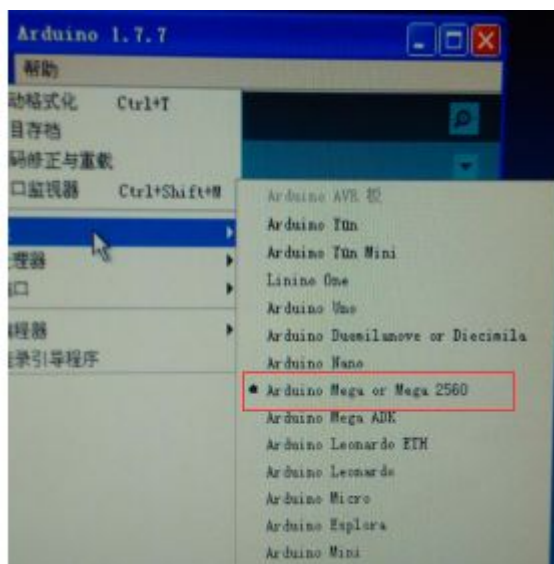 Arduino 1.7.7
帮助
动格式化 Ctrl+T
目存档
码修正与重载
口监视器 Ctrl+Shift+M
理器
口
程器
录引导程序
Arduino AVR 板
Arduino Yún
Arduino Yún Mini
Linino One
Arduino Uno
Arduino Duemilanove or Diecimila
Arduino Nano
Arduino Mega or Mega 2560
Arduino Mega ADK
Arduino Leonardo ETH
Arduino Leonardo
Arduino Micro
Arduino Esplora
Arduino Mini